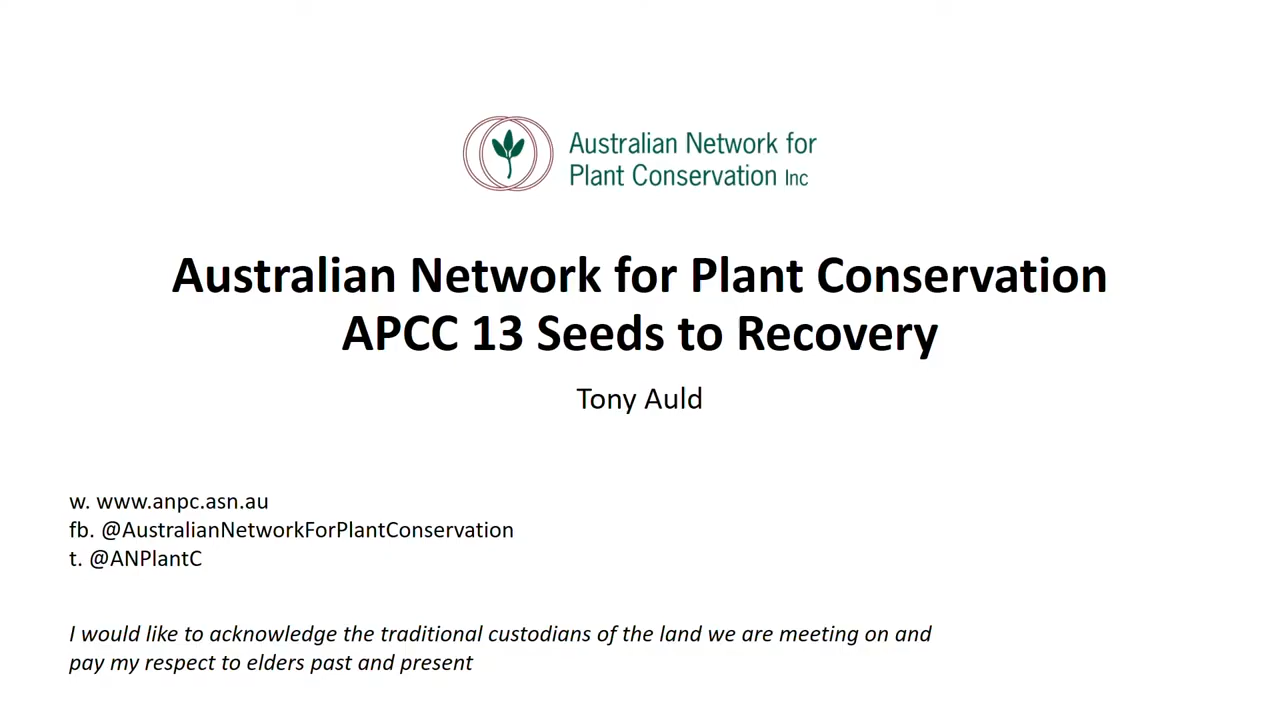 Australian Network for
Plant Conservation Inc
Australian Network for Plant Conservation
APCC 13 Seeds to Recovery
Tony Auld
w. www.anpc.asn.au
fb. @AustralianNetworkForPlantConservation
t. @ANPlantC
I would like to acknowledge the traditional custodians of the land we are meeting on and
pay my respect to elders past and present